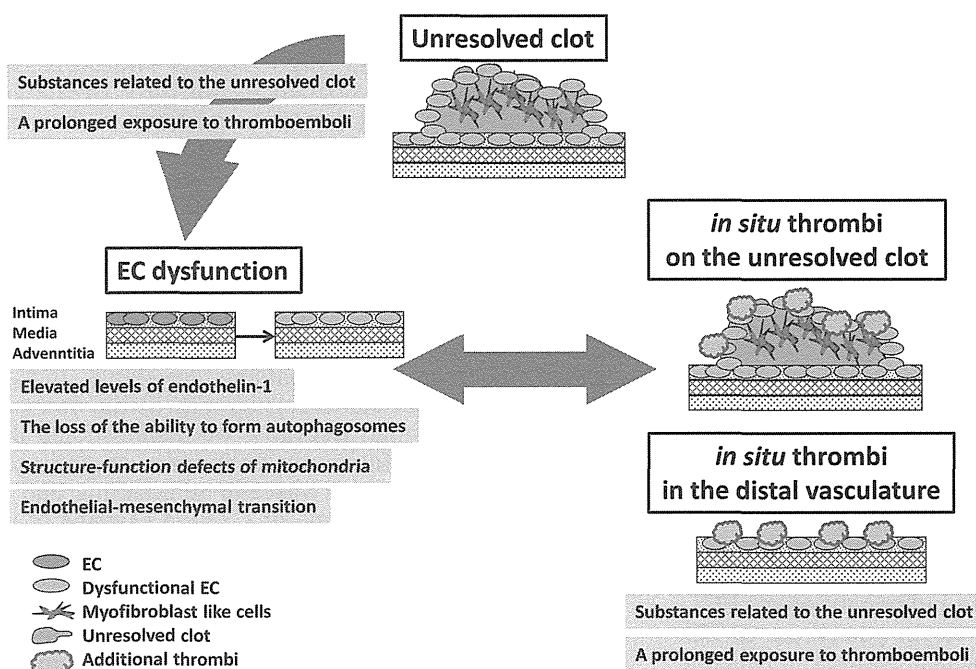 Unresolved clot
Substances related to the unresolved clot
A prolonged exposure to thromboemboli
EC dysfunction
Intima
Media
Advenntitia
Elevated levels of endothelin-1
The loss of the ability to form autophagosomes
Structure-function defects of mitochondria
Endothelial-mesenchymal transition
EC
Dysfunctional EC
Myofibroblast like cells
Unresolved clot
Additional thrombi
in situ thrombi
on the unresolved clot
in situ thrombi
in the distal vasculature
Substances related to the unresolved clot
A prolonged exposure to thromboemboli